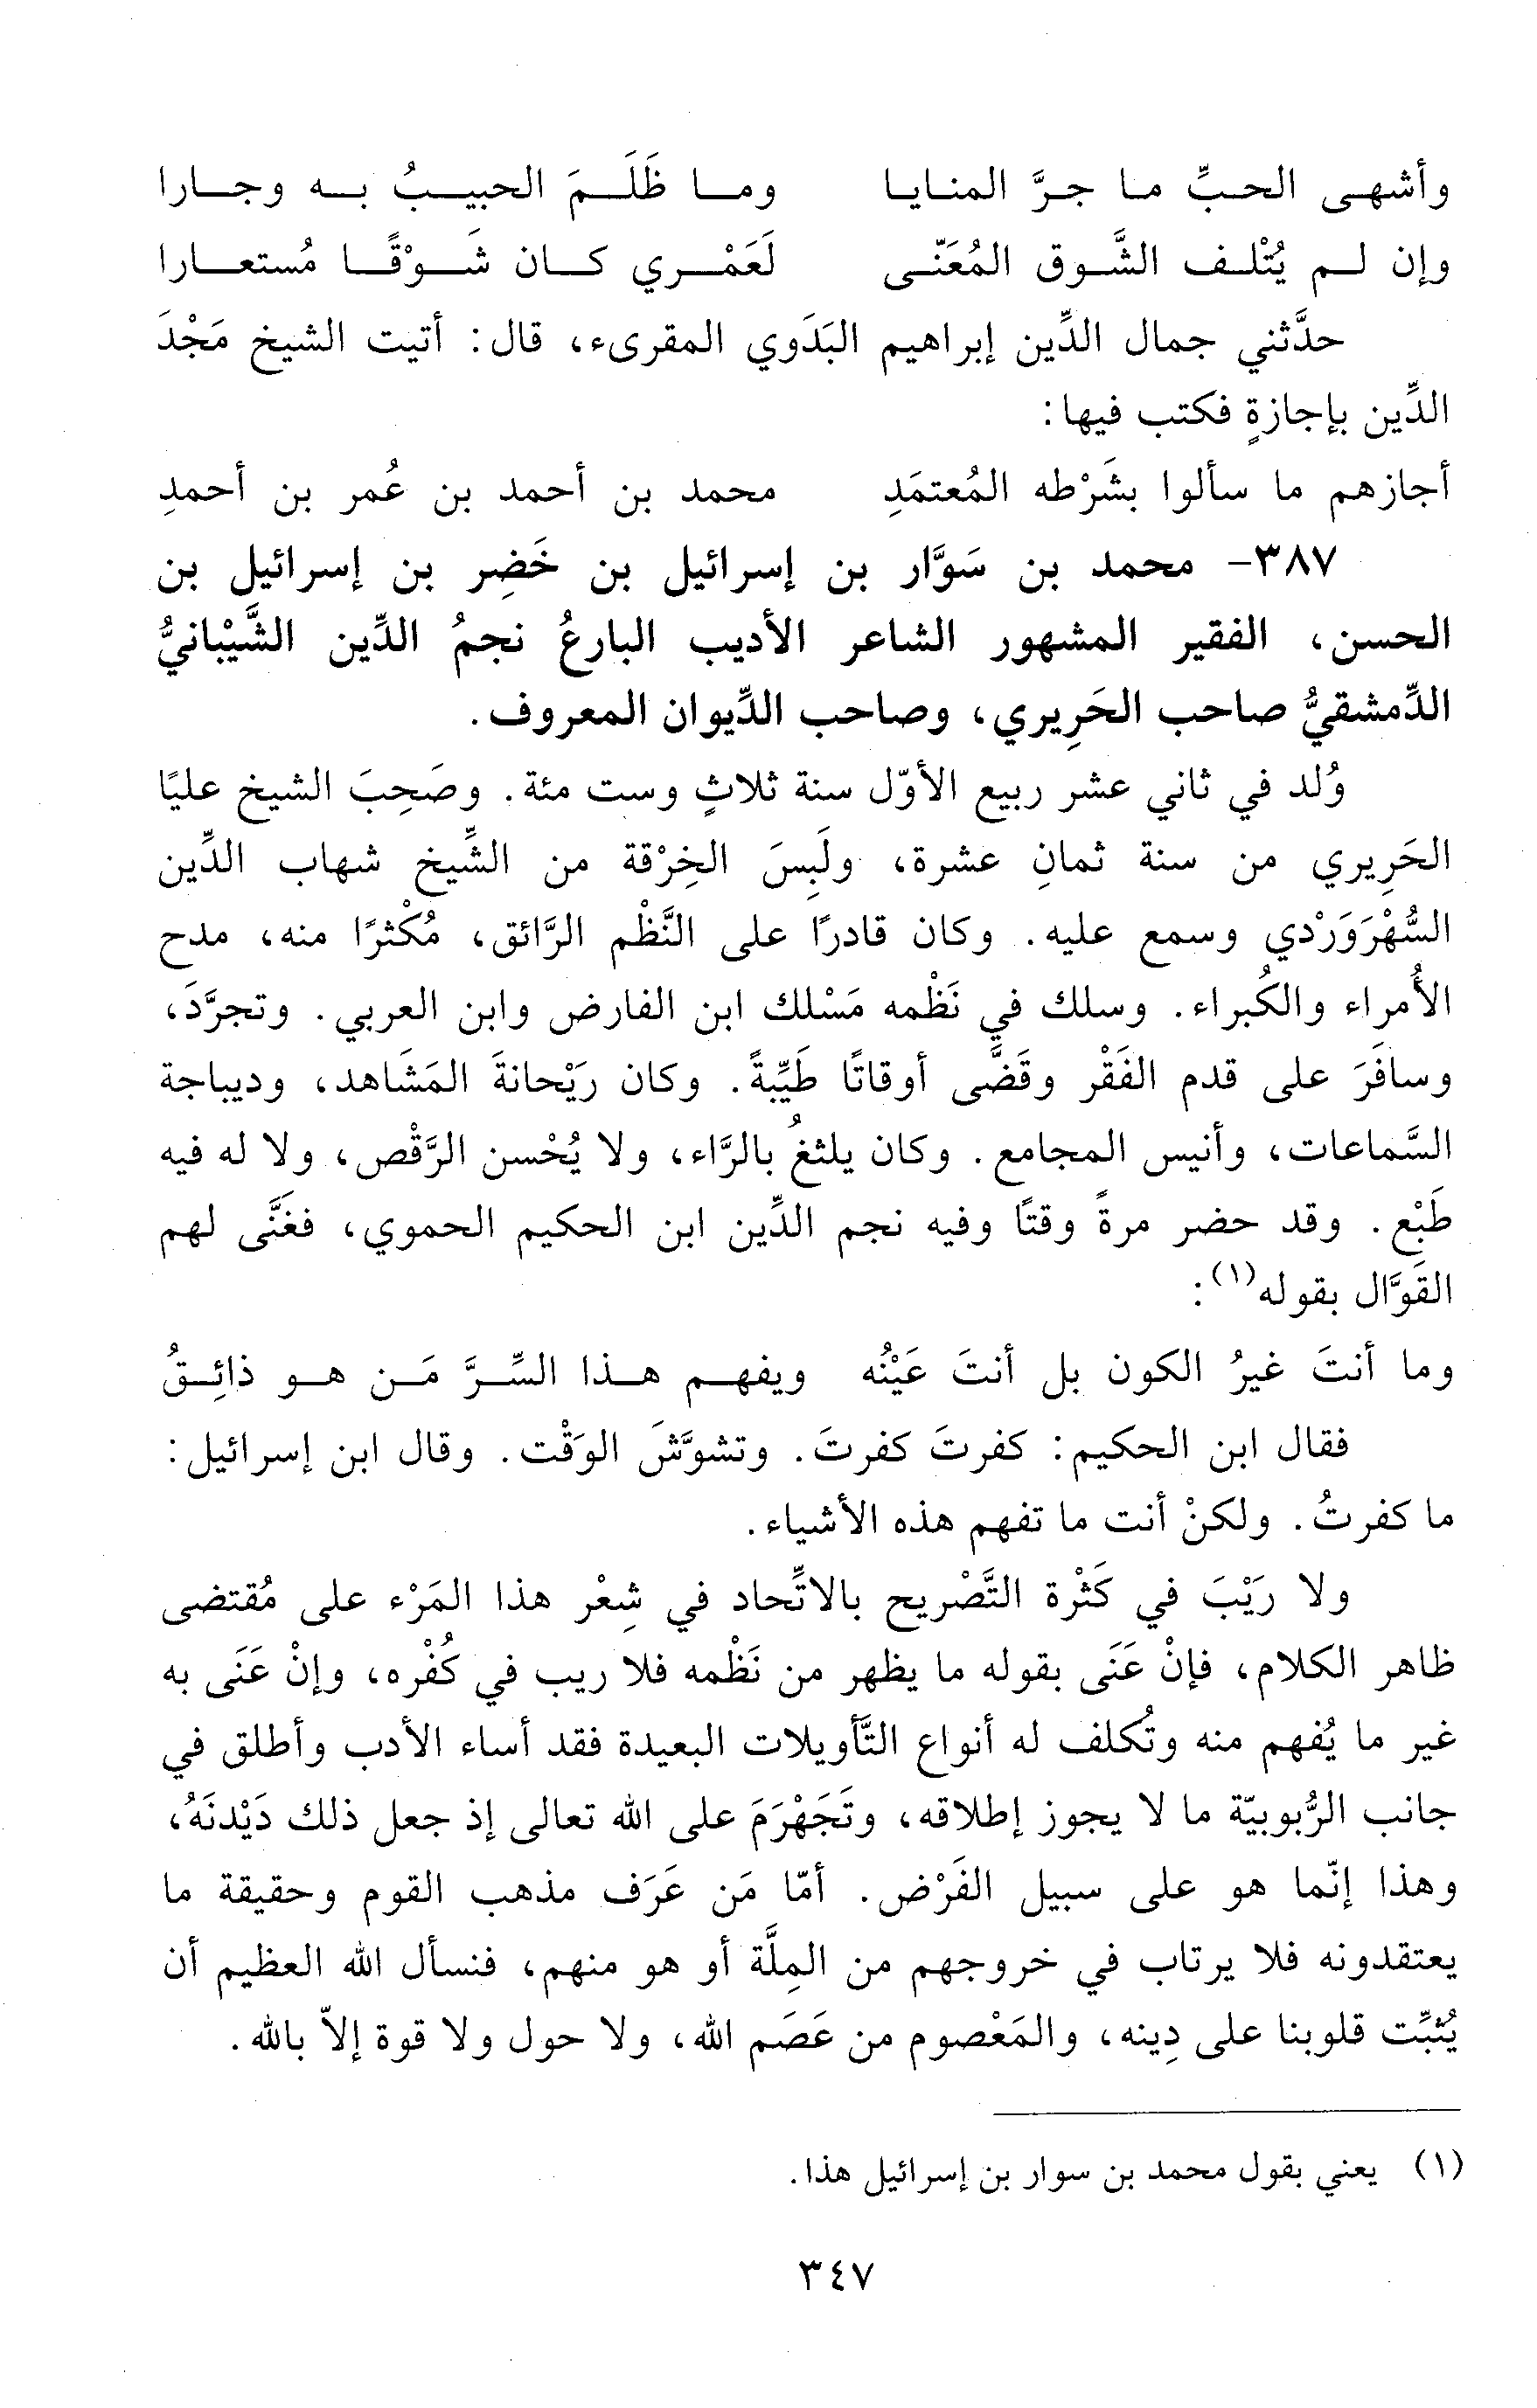 وأشهى الحبِّ ما جرَّ المنايا وما ظَلَمَ الحبيبُ به وجارا
وإن لم يُتْلف الشَّوق المُعَنّى لَعَمْري كان شَوْقًا مُستعارا
حدَّثني جمال الدِّين إبراهيم البَدَوي المقرىء، قال: أتيت الشيخ مَجْدَ
الدِّين بإجازةٍ فكتب فيها:
أجازهم ما سألوا بشَرْطه المُعتمَدِ محمد بن أحمد بن عُمر بن أحمدِ
٣٨٧- محمد بن سَوَّار بن إسرائيل بن خَضِر بن إسرائيل بن
الحسن، الفقير المشهور الشاعر الأديب البارعُ نجمُ الدِّين الشَّيْبانيُّ
الدِّمشقيُّ صاحب الحَرِيري، وصاحب الدِّيوان المعروف.
وُلد في ثاني عشر ربيع الأوّل سنة ثلاثٍ وست مئة. وصَحِبَ الشيخ عليًا
الحَرِيري من سنة ثمانِ عشرة، ولَبِسَ الخِرْقة من الشَّيخ شهاب الدِّين
السُّهْرَوَرْدي وسمع عليه. وكان قادرًا على النَّظْم الرَّائق، مُكْثرًا منه، مدح
الأُمراء والكُبراء. وسلك في نَظْمه مَسْلك ابن الفارض وابن العربي. وتجرَّدَ،
وسافَرَ على قدم الفَقْر وقَضَّى أوقاتًا طَيِّبةً. وكان رَيْحانةَ المَشَاهد، وديباجة
السَّماعات، وأنيس المجامع. وكان يلثغُ بالرَّاء، ولا يُحْسن الرَّقْص، ولا له فيه
طَبْع. وقد حضر مرةً وقتًا وفيه نجم الدِّين ابن الحكيم الحموي، فغَنَّى لهم
القَوَّال بقوله(١):
وما أنتَ غيرُ الكون بل أنتَ عَيْنُه ويفهم هذا السِّرَّ مَن هو ذائِقُ
فقال ابن الحكيم: كفرتَ كفرتَ. وتشوَّشَ الوَقْت. وقال ابن إسرائيل:
ما كفرتُ. ولكنْ أنت ما تفهم هذه الأشياء.
ولا رَيْبَ في كَثْرة التَّصْريح بالاتِّحاد في شِعْر هذا المَرْء على مُقتضى
ظاهر الكلام، فإنْ عَنَى بقوله ما يظهر من نَظْمه فلا ريب في كُفْره، وإنْ عَنَى به
غير ما يُفهم منه وتُكلف له أنواع التَّأويلات البعيدة فقد أساء الأدب وأطلق في
جانب الرُّبوبيّة ما لا يجوز إطلاقه، وتَجَهْرَمَ على الله تعالى إذ جعل ذلك دَيْدنَهُ،
وهذا إنّما هو على سبيل الفَرْض. أمّا مَن عَرَف مذهب القوم وحقيقة ما
يعتقدونه فلا يرتاب في خروجهم من المِلَّة أو هو منهم، فنسأل الله العظيم أن
يُثبِّت قلوبنا على دِينه، والمَعْصوم من عَصَم الله، ولا حول ولا قوة إلاّ بالله.
(١) يعني بقول محمد بن سوار بن إسرائيل هذا.
٣٤٧